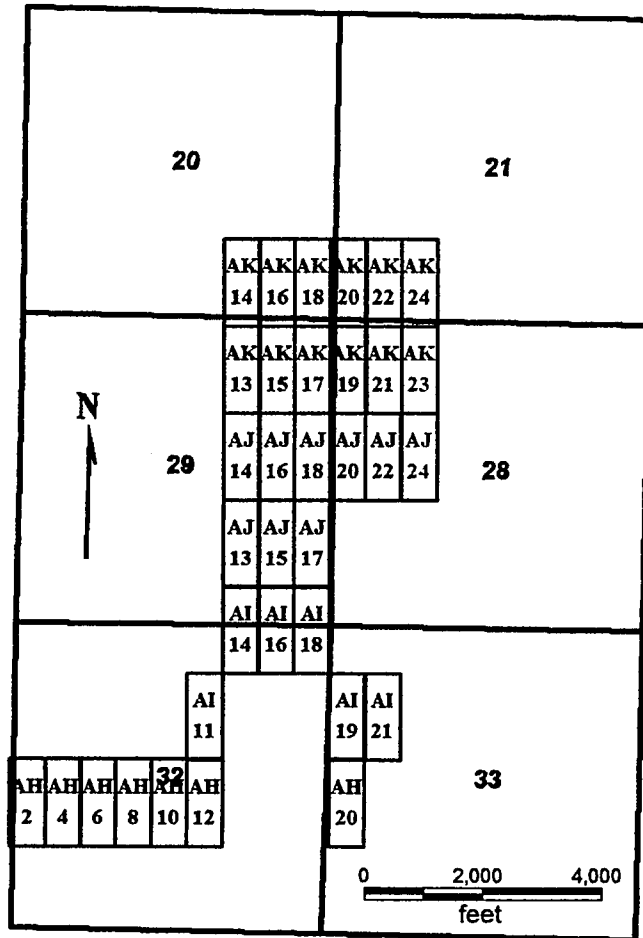 20
21
AK AK AK AK AK AK
14 16 18 20 22 24
AK AK AK AK AK AK
13 15 17 19 21 23
N
AJ AJ AJ AJ AJ AJ
14 16 18 20 22 24
29
28
AJ AJ AJ
13 15 17
AI AI AI
14 16 18
AI AI AI
11 19 21
32
33
AH AH AH AH AH AH AH
2 4 6 8 10 12 20
0 2,000 4,000
feet